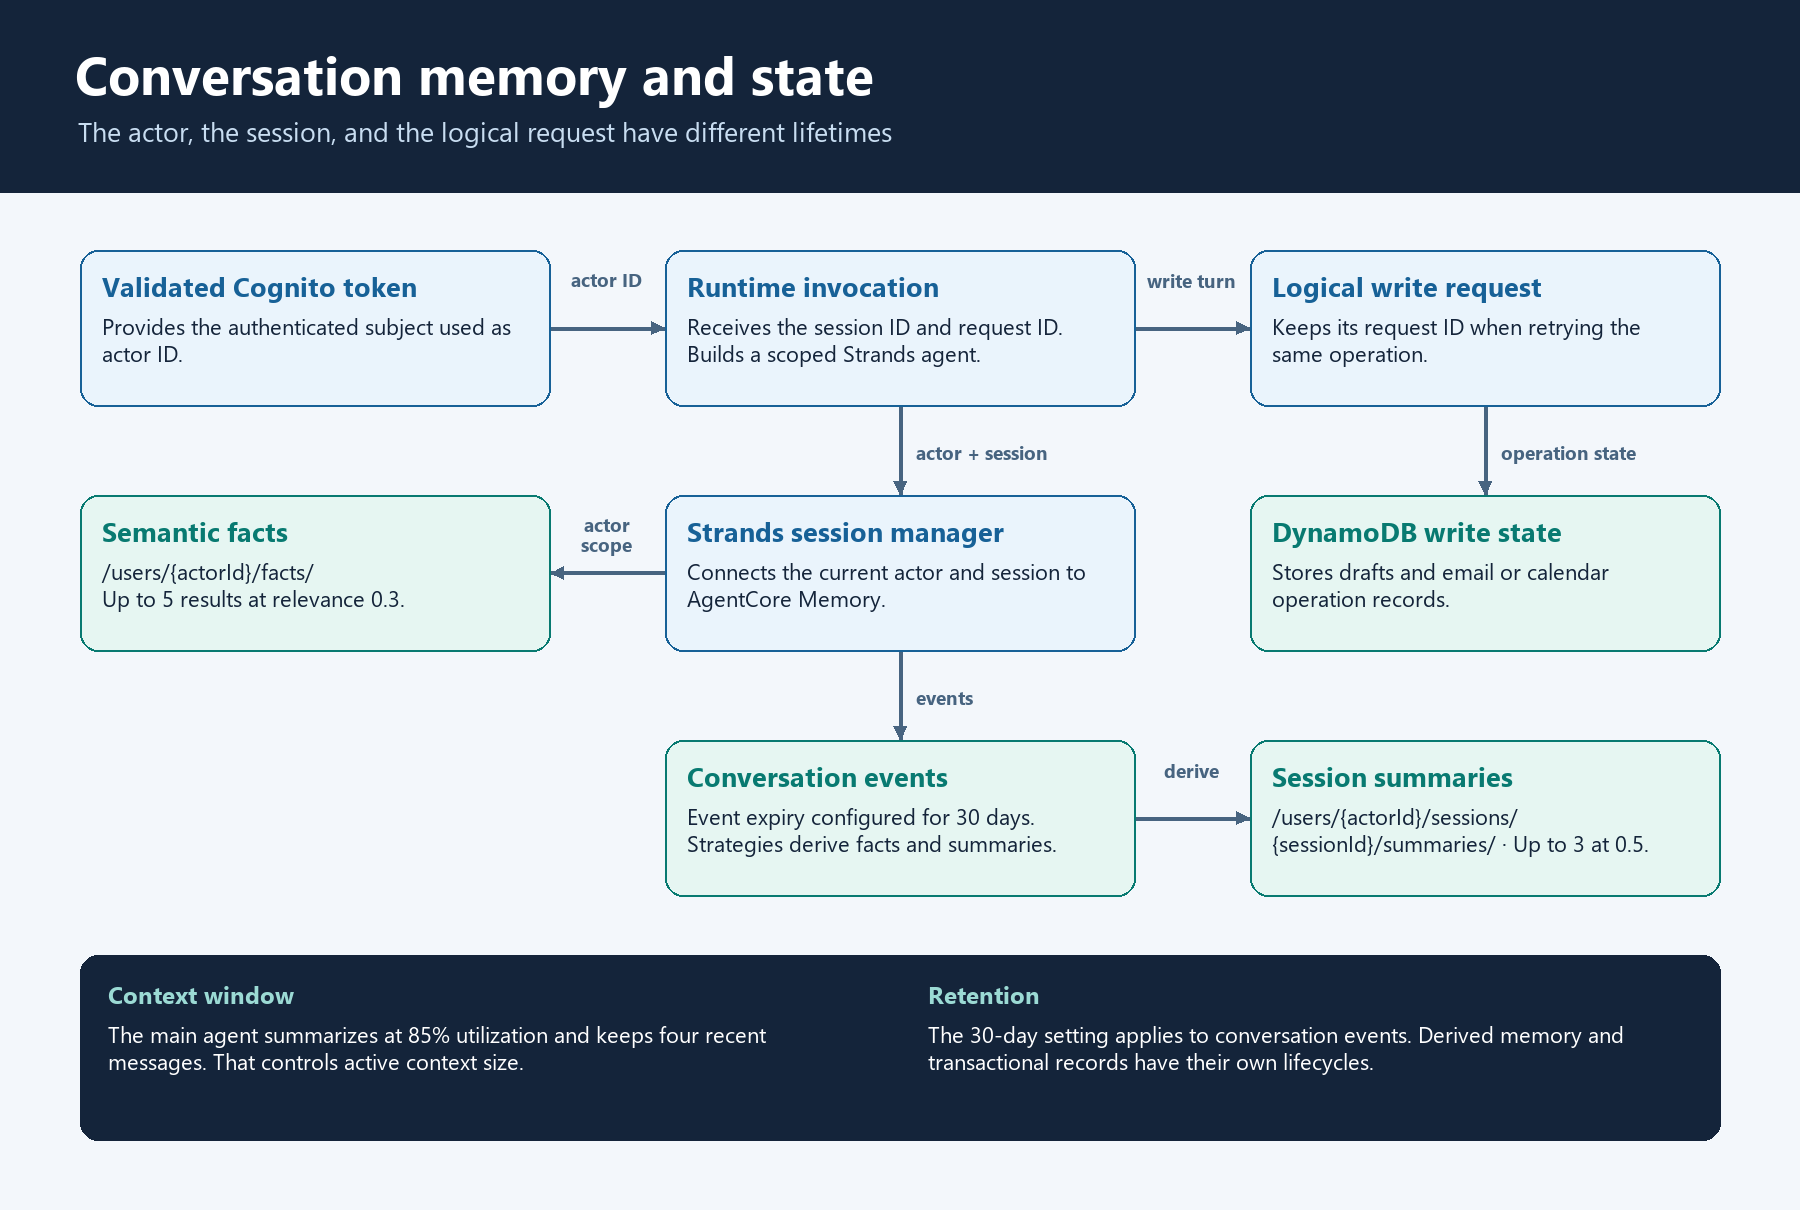 Conversation memory and state
The actor, the session, and the logical request have different lifetimes
Validated Cognito token
Provides the authenticated subject used as
actor ID.
actor ID
Runtime invocation
Receives the session ID and request ID.
Builds a scoped Strands agent.
write turn
Logical write request
Keeps its request ID when retrying the
same operation.
actor + session
operation state
Semantic facts
/users/{actorId}/facts/
Up to 5 results at relevance 0.3.
actor
scope
Strands session manager
Connects the current actor and session to
AgentCore Memory.
DynamoDB write state
Stores drafts and email or calendar
operation records.
events
Conversation events
Event expiry configured for 30 days.
Strategies derive facts and summaries.
derive
Session summaries
/users/{actorId}/sessions/
{sessionId}/summaries/ · Up to 3 at 0.5.
Context window
The main agent summarizes at 85% utilization and keeps four recent
messages. That controls active context size.
Retention
The 30-day setting applies to conversation events. Derived memory and
transactional records have their own lifecycles.